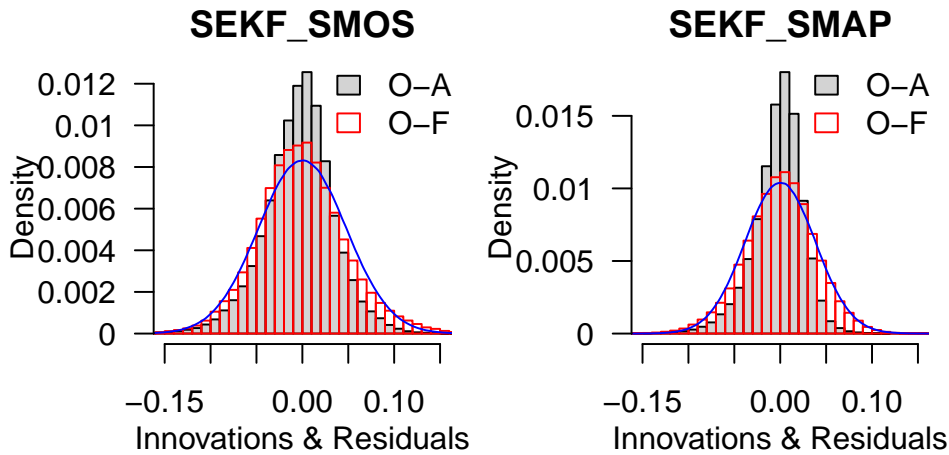 SEKF_SMOS
Density
0.012
0.01
0.008
0.006
0.004
0.002
0
O−A
O−F
−0.15
0.00
0.10
Innovations & Residuals
SEKF_SMAP
Density
0.015
0.01
0.005
0
O−A
O−F
−0.15
0.00
0.10
Innovations & Residuals